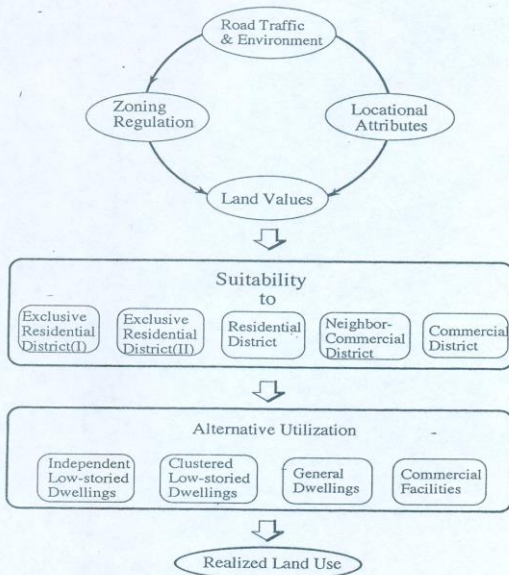 Road Traffic
& Environment
Zoning
Regulation
Locational
Attributes
Land Values
Suitability
to
Exclusive
Residential
District(I)
Exclusive
Residential
District(II)
Residential
District
Neighbor-
Commercial
District
Commercial
District
Alternative Utilization
Independent
Low-storied
Dwellings
Clustered
Low-storied
Dwellings
General
Dwellings
Commercial
Facilities
Realized Land Use